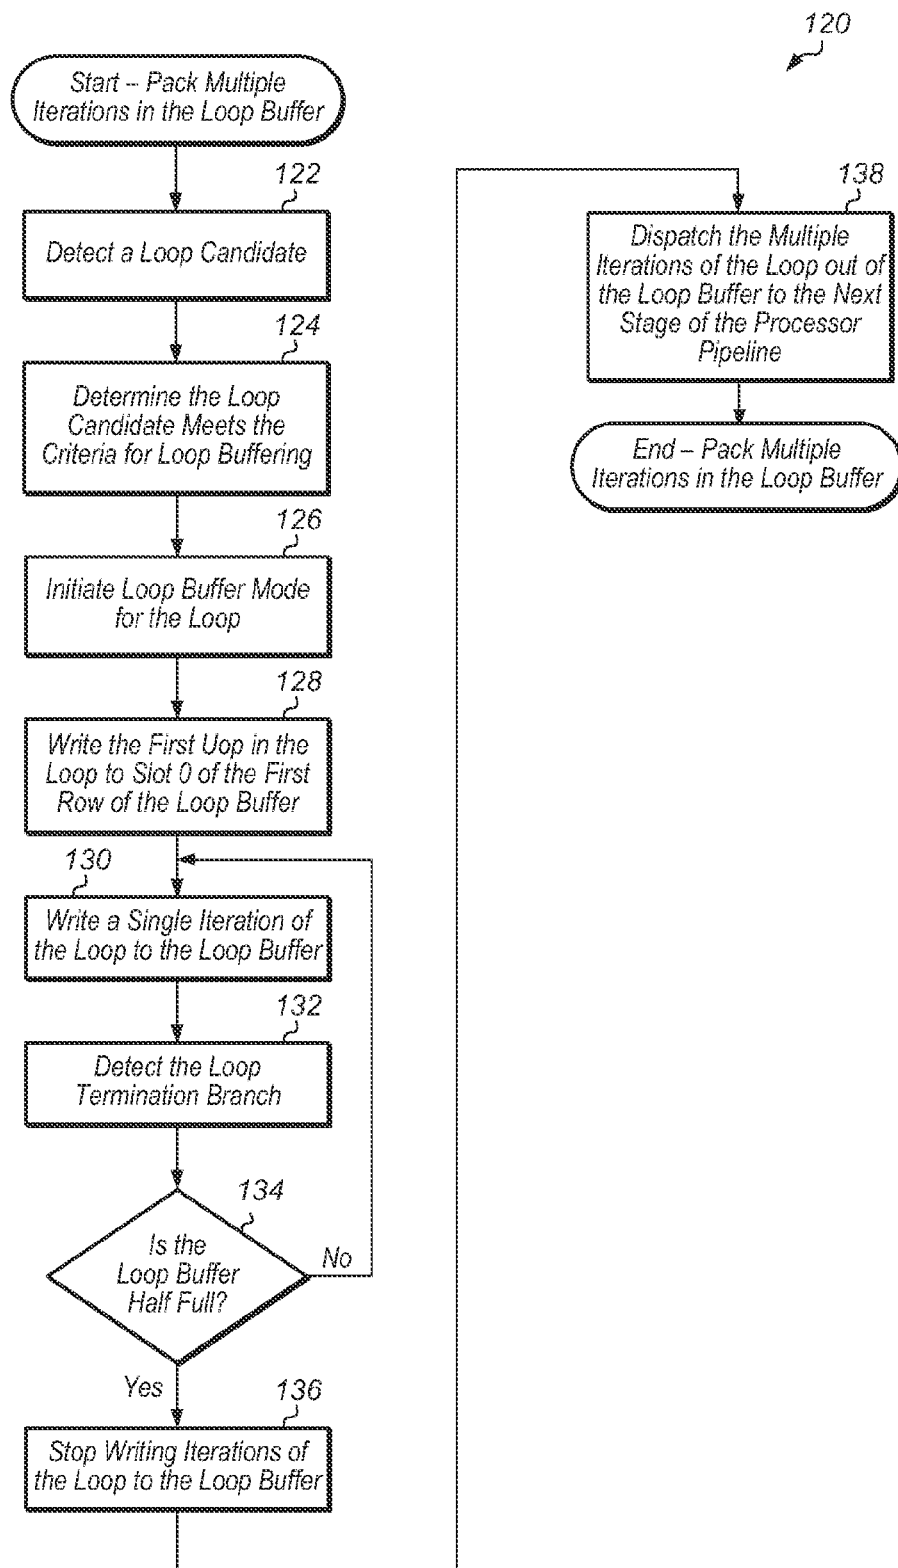 120
Start – Pack Multiple
Iterations in the Loop Buffer
122
Detect a Loop Candidate
124
Determine the Loop
Candidate Meets the
Criteria for Loop Buffering
126
Initiate Loop Buffer Mode
for the Loop
128
Write the First Uop in the
Loop to Slot 0 of the First
Row of the Loop Buffer
130
Write a Single Iteration of
the Loop to the Loop Buffer
132
Detect the Loop
Termination Branch
134
Is the
Loop Buffer
Half Full?
No
Yes
136
Stop Writing Iterations of
the Loop to the Loop Buffer
138
Dispatch the Multiple
Iterations of the Loop out of
the Loop Buffer to the Next
Stage of the Processor
Pipeline
End – Pack Multiple
Iterations in the Loop Buffer